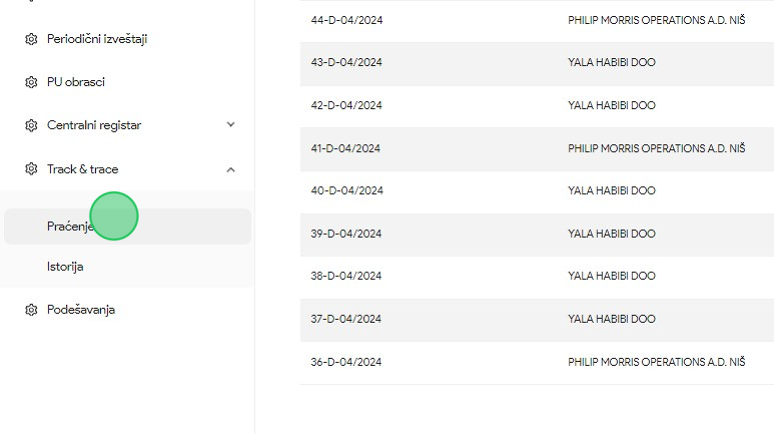 Periodični izveštaji
PU obrasci
Centralni registar
Track & trace
Praćenje
Istorija
Podešavanja
44-D-04/2024 PHILIP MORRIS OPERATIONS A.D. NIŠ
43-D-04/2024 YALA HABIBI DOO
42-D-04/2024 YALA HABIBI DOO
41-D-04/2024 PHILIP MORRIS OPERATIONS A.D. NIŠ
40-D-04/2024 YALA HABIBI DOO
39-D-04/2024 YALA HABIBI DOO
38-D-04/2024 YALA HABIBI DOO
37-D-04/2024 YALA HABIBI DOO
36-D-04/2024 PHILIP MORRIS OPERATIONS A.D. NIŠ